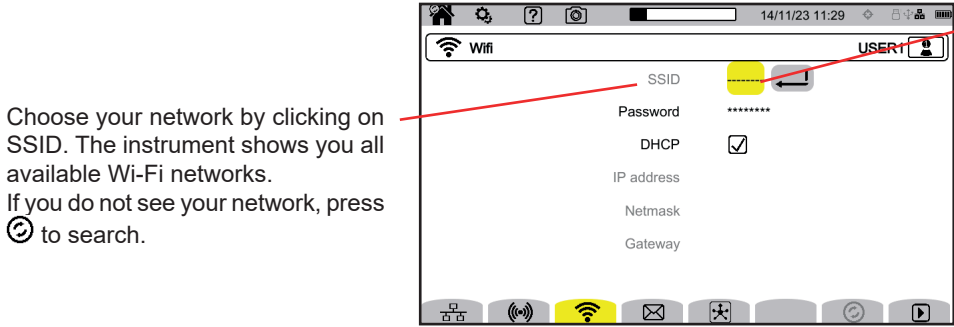 14/11/23 11:29
Wifi USER1
SSID -------
Password ********
DHCP
IP address
Netmask
Gateway
Choose your network by clicking on
SSID. The instrument shows you all
available Wi-Fi networks.
If you do not see your network, press
to search.